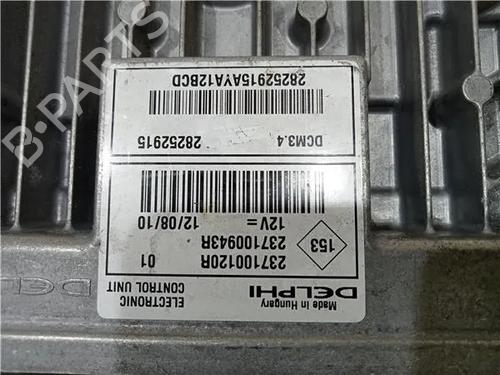 Made in Hungary
DELPHI
ELECTRONIC
CONTROL UNIT
237100120R
01
237100943R
153
12V=
12/08/10
DCM3.4
28252915
28252915AYA12BCD
B-PARTS